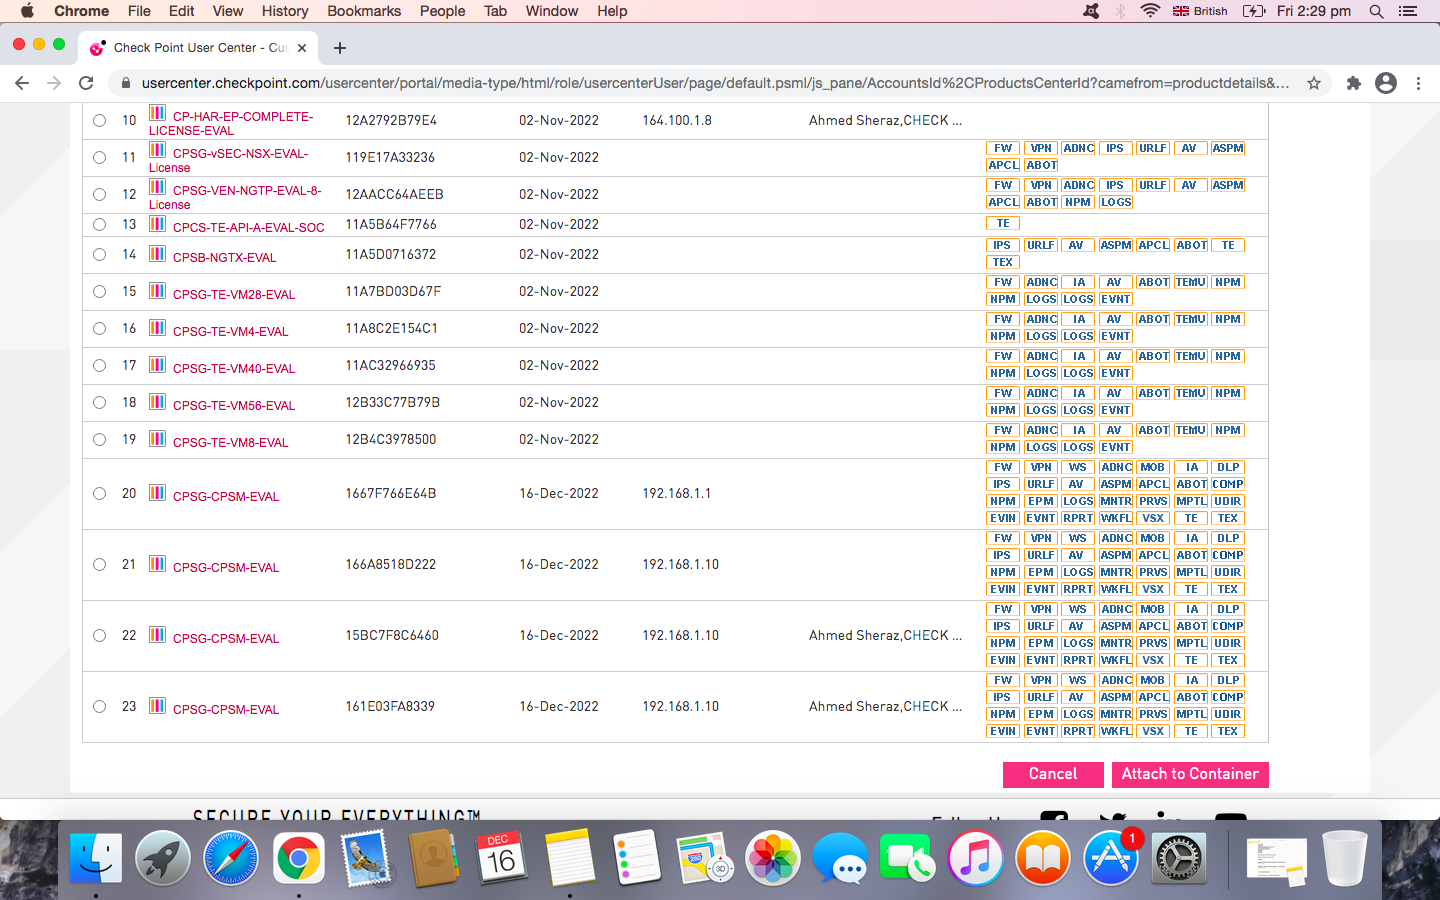 Chrome File Edit View History Bookmarks People Tab Window Help British Fri 2:29 pm
Check Point User Center - Cus
usercenter.checkpoint.com/usercenter/portal/media-type/html/role/usercenterUser/page/default.psml/js_pane/AccountsId%2CProductsCenterId?camefrom=productdetails&...
10 CP-HAR-EP-COMPLETE- 12A2792B79E4 02-Nov-2022 164.100.1.8 Ahmed Sheraz,CHECK ...
LICENSE-EVAL
11 CPSG-vSEC-NSX-EVAL- 119E17A33236 02-Nov-2022 FW VPN ADNC IPS URLF AV ASPM
License APCL ABOT
12 CPSG-VEN-NGTP-EVAL-8- 12AACC64AEEB 02-Nov-2022 FW VPN ADNC IPS URLF AV ASPM
License APCL ABOT NPM LOGS
13 CPCS-TE-API-A-EVAL-SOC 11A5B64F7766 02-Nov-2022 TE
14 CPSB-NGTX-EVAL 11A5D0716372 02-Nov-2022 IPS URLF AV ASPM APCL ABOT TE
TEX
15 CPSG-TE-VM28-EVAL 11A7BD03D67F 02-Nov-2022 FW ADNC IA AV ABOT TEMU NPM
NPM LOGS LOGS EVNT
16 CPSG-TE-VM4-EVAL 11A8C2E154C1 02-Nov-2022 FW ADNC IA AV ABOT TEMU NPM
NPM LOGS LOGS EVNT
17 CPSG-TE-VM40-EVAL 11AC32966935 02-Nov-2022 FW ADNC IA AV ABOT TEMU NPM
NPM LOGS LOGS EVNT
18 CPSG-TE-VM56-EVAL 12B33C77B79B 02-Nov-2022 FW ADNC IA AV ABOT TEMU NPM
NPM LOGS LOGS EVNT
19 CPSG-TE-VM8-EVAL 12B4C3978500 02-Nov-2022 FW ADNC IA AV ABOT TEMU NPM
NPM LOGS LOGS EVNT
20 CPSG-CPSM-EVAL 1667F766E64B 16-Dec-2022 192.168.1.1 FW VPN WS ADNC MOB IA DLP
IPS URLF AV ASPM APCL ABOT COMP
NPM EPM LOGS MNTR PRVS MPTL UDIR
EVIN EVNT RPRT WKFL VSX TE TEX
21 CPSG-CPSM-EVAL 166A8518D222 16-Dec-2022 192.168.1.10 FW VPN WS ADNC MOB IA DLP
IPS URLF AV ASPM APCL ABOT COMP
NPM EPM LOGS MNTR PRVS MPTL UDIR
EVIN EVNT RPRT WKFL VSX TE TEX
22 CPSG-CPSM-EVAL 15BC7F8C6460 16-Dec-2022 192.168.1.10 Ahmed Sheraz,CHECK ... FW VPN WS ADNC MOB IA DLP
IPS URLF AV ASPM APCL ABOT COMP
NPM EPM LOGS MNTR PRVS MPTL UDIR
EVIN EVNT RPRT WKFL VSX TE TEX
23 CPSG-CPSM-EVAL 161E03FA8339 16-Dec-2022 192.168.1.10 Ahmed Sheraz,CHECK ... FW VPN WS ADNC MOB IA DLP
IPS URLF AV ASPM APCL ABOT COMP
NPM EPM LOGS MNTR PRVS MPTL UDIR
EVIN EVNT RPRT WKFL VSX TE TEX
Cancel Attach to Container
SECURE YOUR EVERYTHING™
DEC
16
280
3D
1